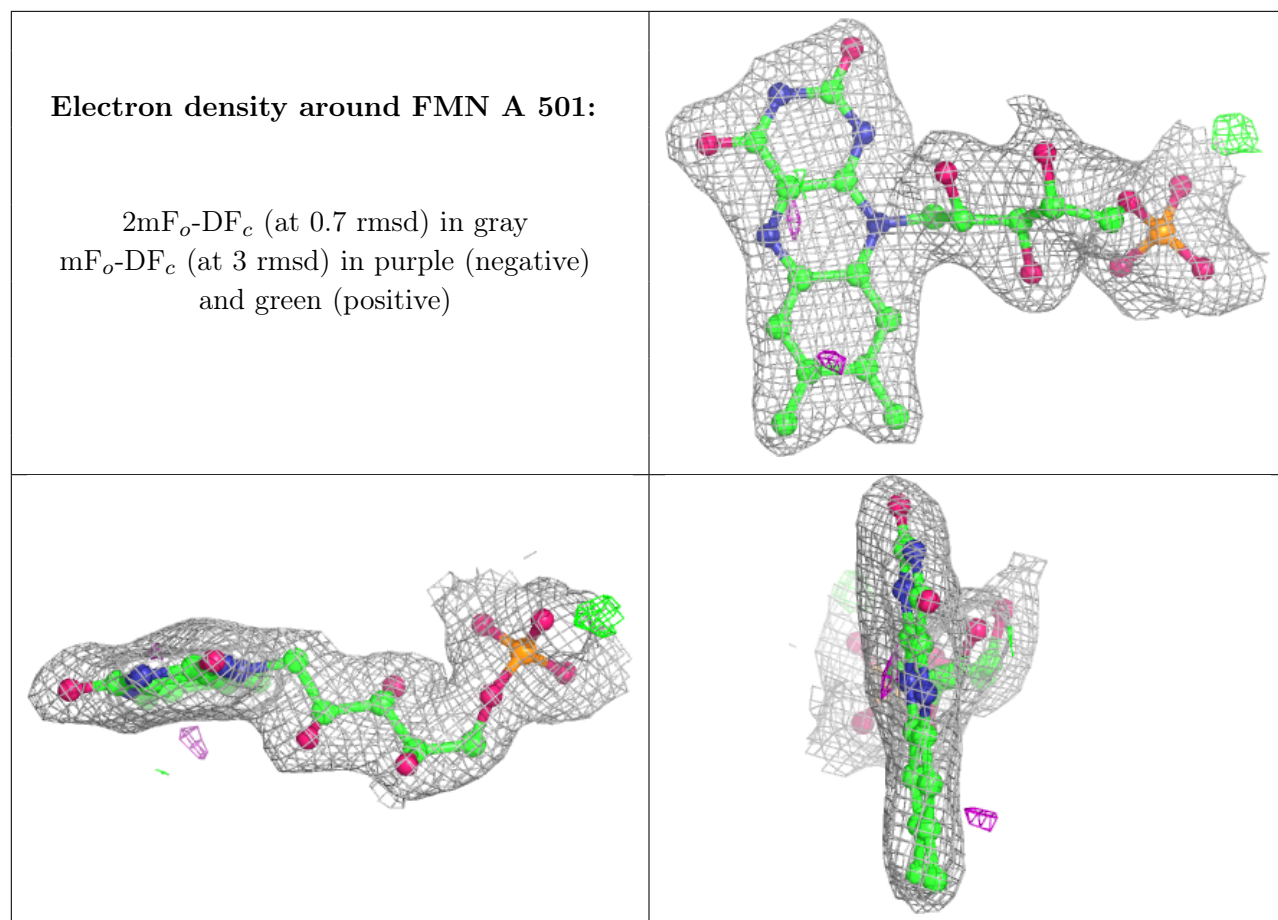 Electron density around FMN A 501:
2mFₒ-DF𝒸 (at 0.7 rmsd) in gray
mFₒ-DF𝒸 (at 3 rmsd) in purple (negative)
and green (positive)